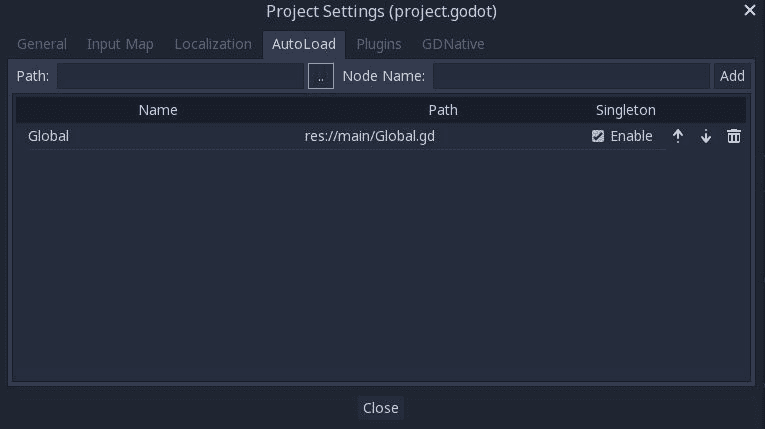 Project Settings (project.godot)
General Input Map Localization AutoLoad Plugins GDNative
Path: .. Node Name: Add
Name Path Singleton
Global res://main/Global.gd Enable
Close